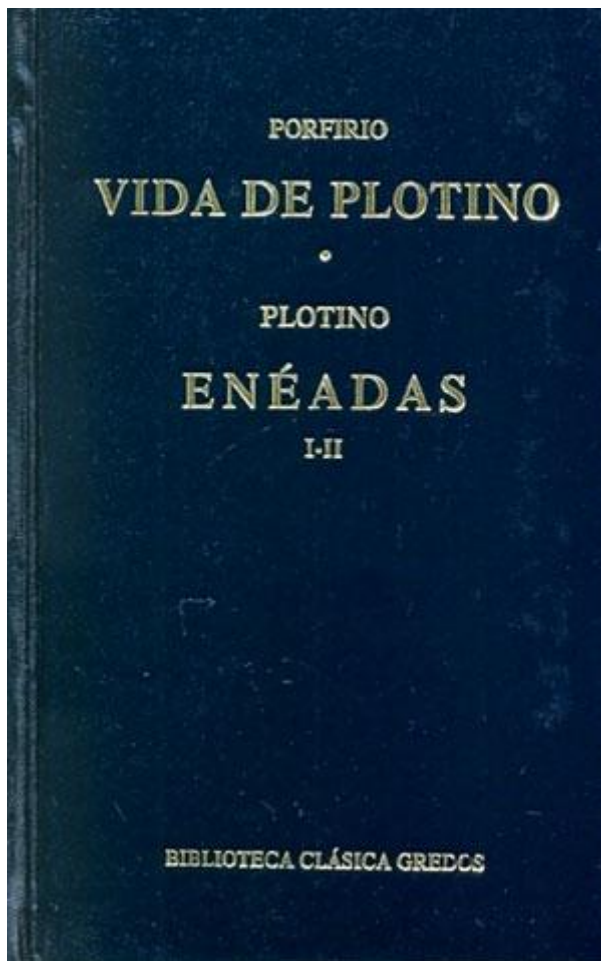 PORFIRIO
VIDA DE PLOTINO
•
PLOTINO
ENÉADAS
I-II
BIBLIOTECA CLÁSICA GREDOS